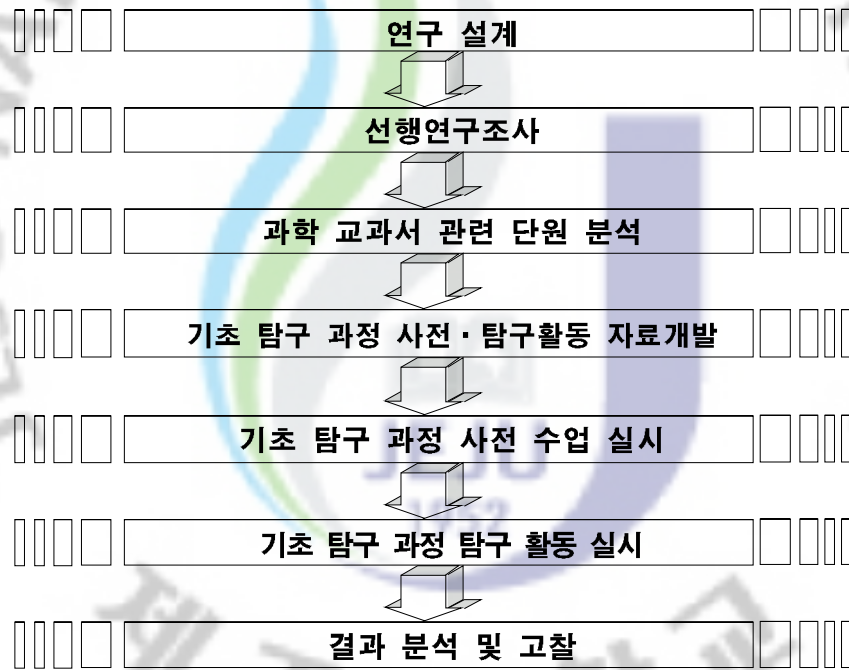 연구 설계
선행연구조사
과학 교과서 관련 단원 분석
기초 탐구 과정 사전·탐구활동 자료개발
기초 탐구 과정 사전 수업 실시
JEJU
1952
기초 탐구 과정 탐구 활동 실시
결과 분석 및 고찰